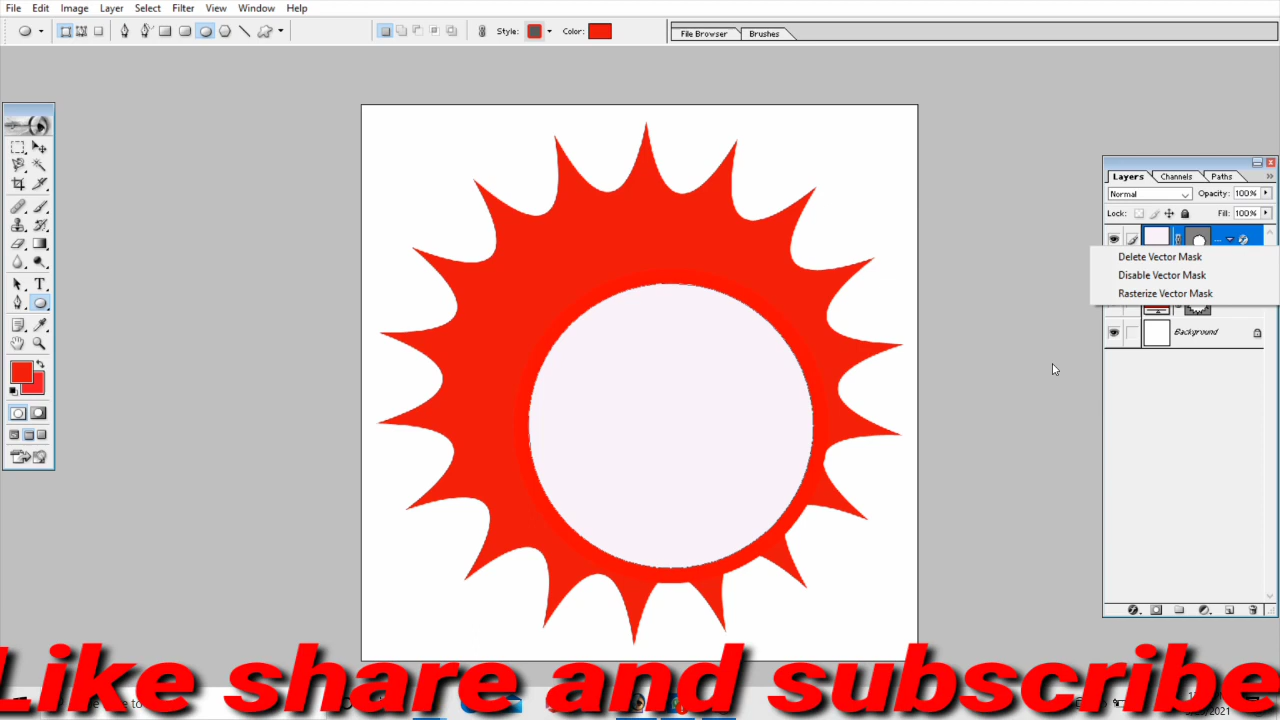 File Edit Image Layer Select Filter View Window Help
Style: Color: File Browser Brushes
Layers Channels Paths
Normal Opacity: 100%
Lock: Fill: 100%
Delete Vector Mask
Disable Vector Mask
Rasterize Vector Mask
Background
Like share and subscribe